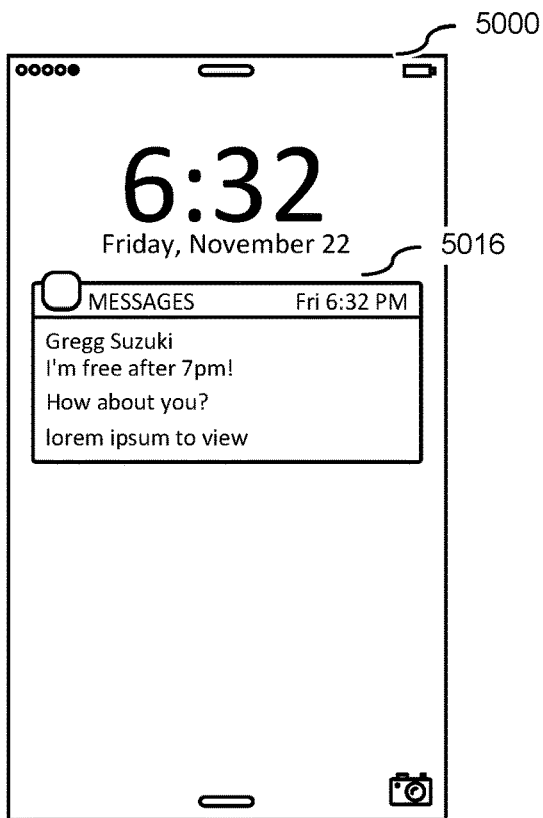 5000
6:32
Friday, November 22
5016
MESSAGES Fri 6:32 PM
Gregg Suzuki
I'm free after 7pm!
How about you?
lorem ipsum to view